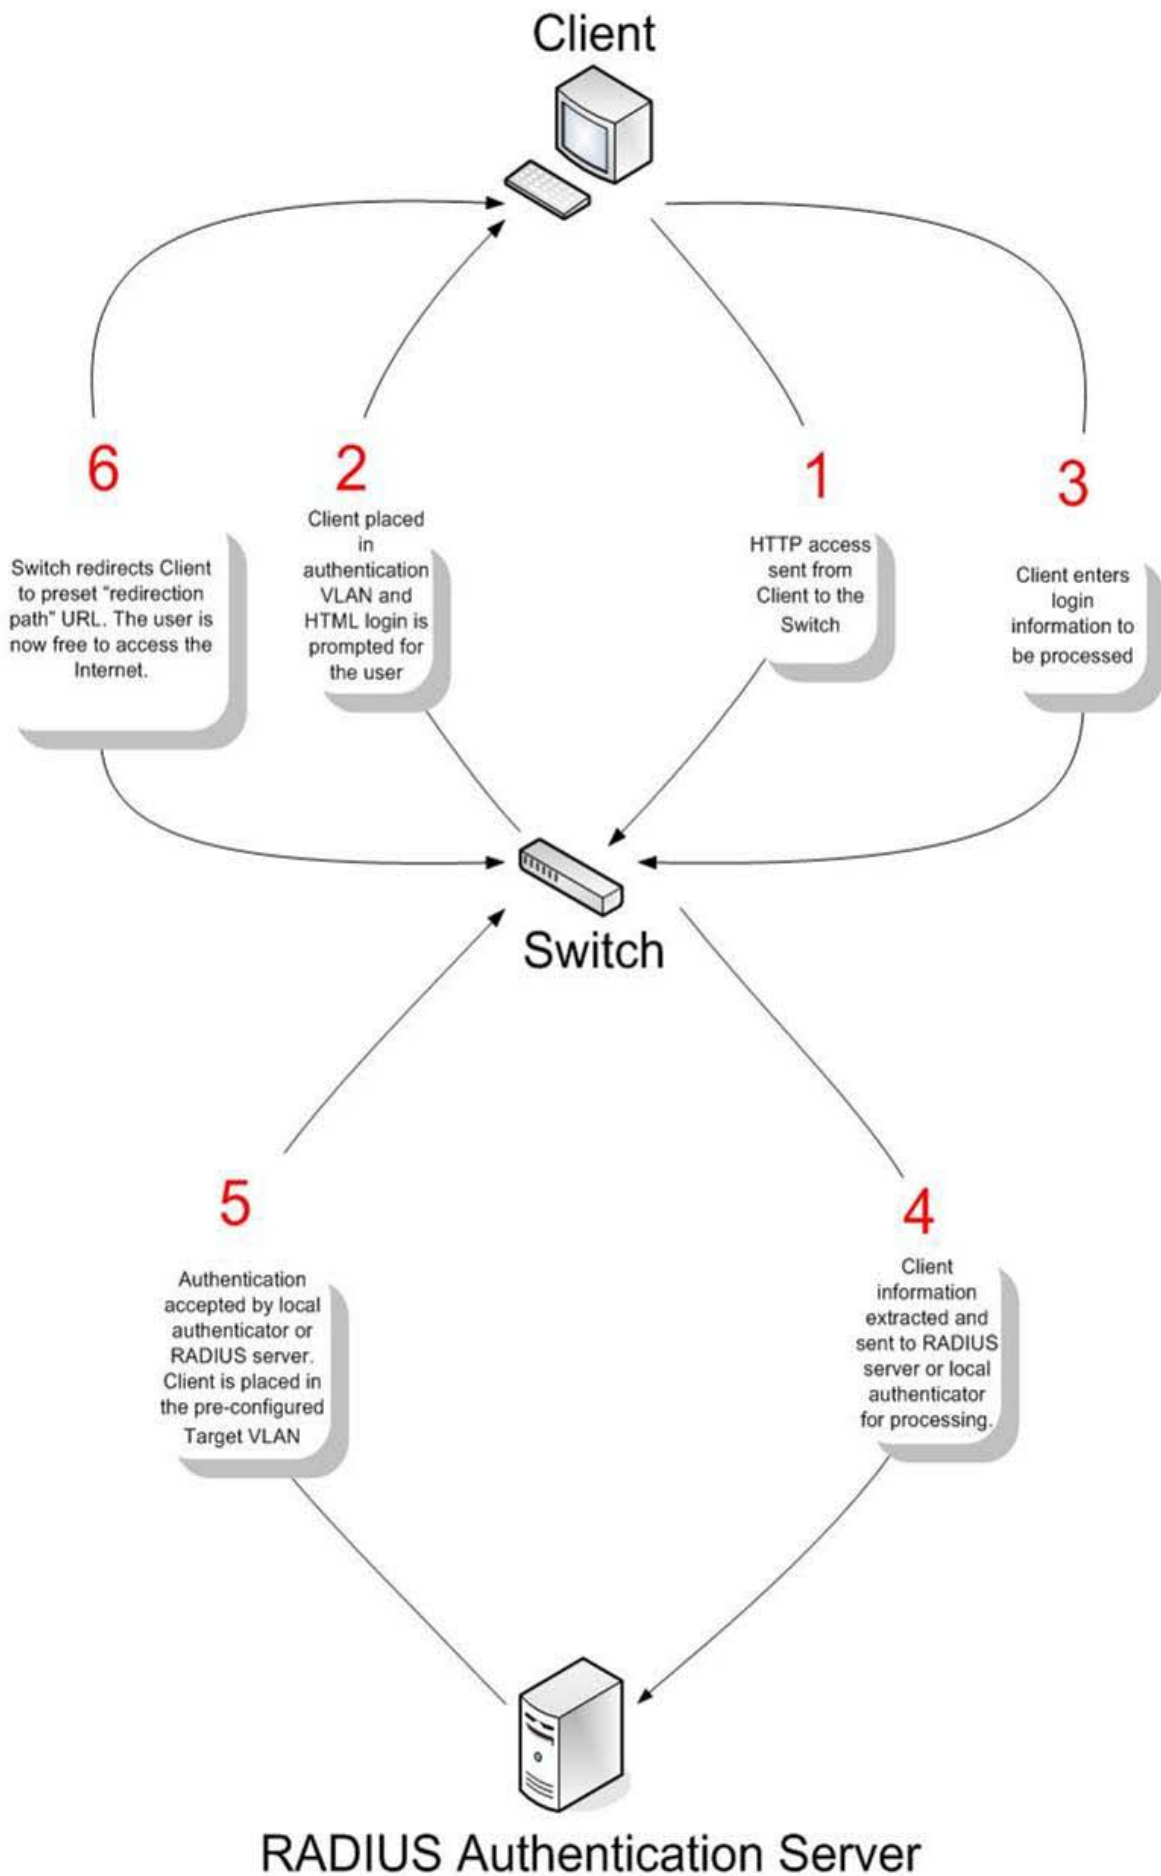 Client
6
Switch redirects Client
to preset “redirection
path” URL. The user is
now free to access the
Internet.
2
Client placed
in
authentication
VLAN and
HTML login is
prompted for
the user
1
HTTP access
sent from
Client to the
Switch
3
Client enters
login
information to
be processed
Switch
5
Authentication
accepted by local
authenticator or
RADIUS server.
Client is placed in
the pre-configured
Target VLAN
4
Client
information
extracted and
sent to RADIUS
server or local
authenticator
for processing.
RADIUS Authentication Server